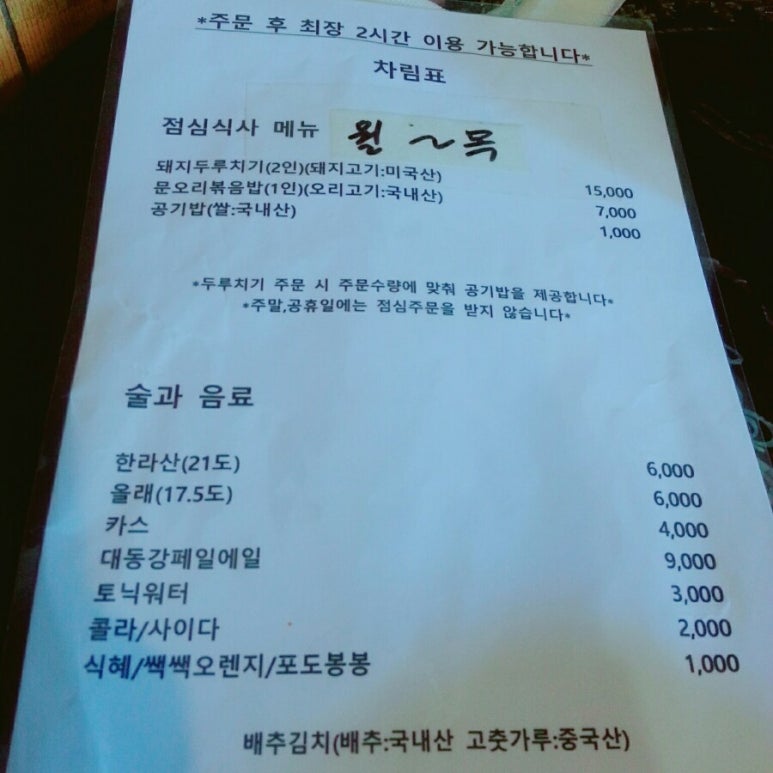 *주문 후 최장 2시간 이용 가능합니다*
차림표
점심식사 메뉴 월 ~ 목
돼지두루치기(2인)(돼지고기:미국산) 15,000
문오리볶음밥(1인)(오리고기:국내산) 7,000
공기밥(쌀:국내산) 1,000
*두루치기 주문 시 주문수량에 맞춰 공기밥을 제공합니다*
*주말,공휴일에는 점심주문을 받지 않습니다*
술과 음료
한라산(21도) 6,000
올래(17.5도) 6,000
카스 4,000
대동강페일에일 9,000
토닉워터 3,000
콜라/사이다 2,000
식혜/쌕쌕오렌지/포도봉봉 1,000
배추김치(배추:국내산 고춧가루:중국산)